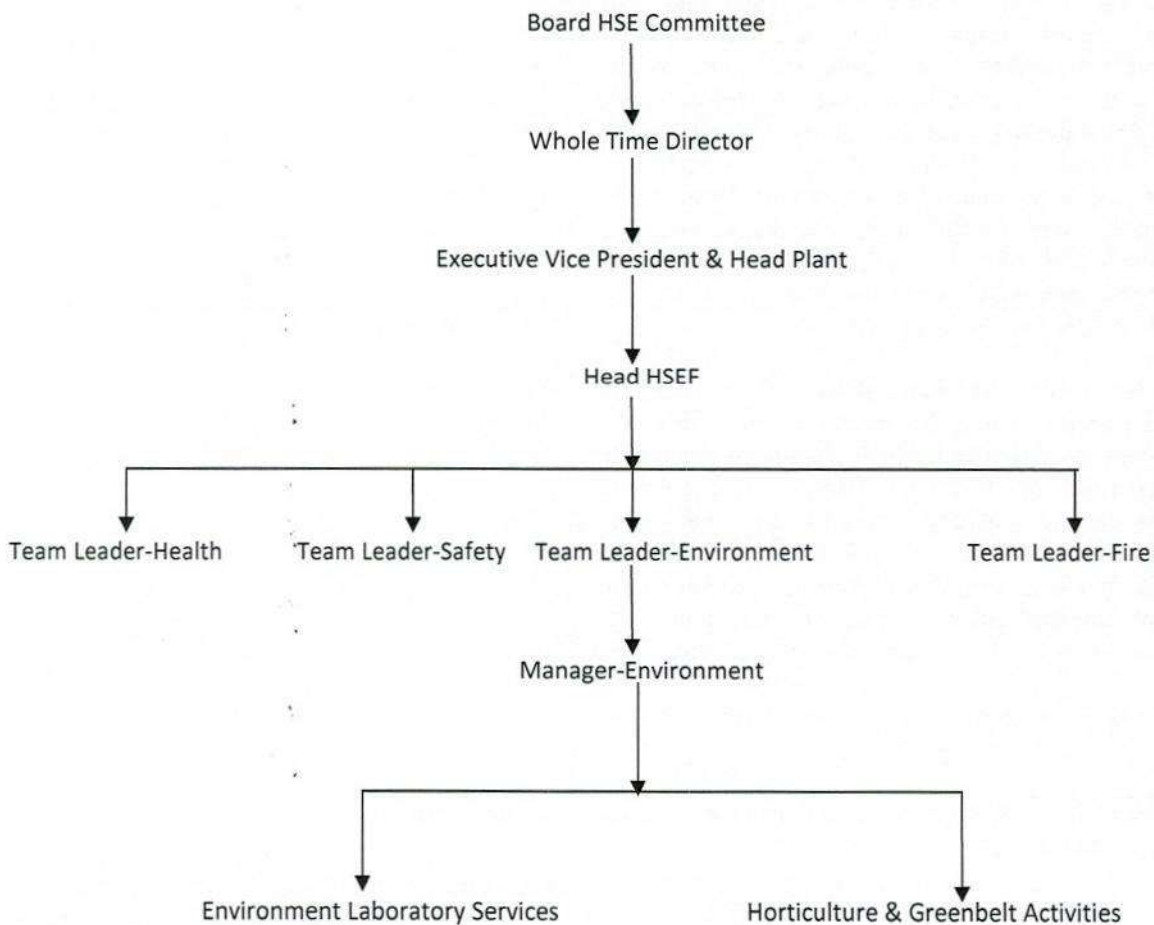 Board HSE Committee
Whole Time Director
Executive Vice President & Head Plant
Head HSEF
Team Leader-Health
Team Leader-Safety
Team Leader-Environment
Team Leader-Fire
Manager-Environment
Environment Laboratory Services
Horticulture & Greenbelt Activities